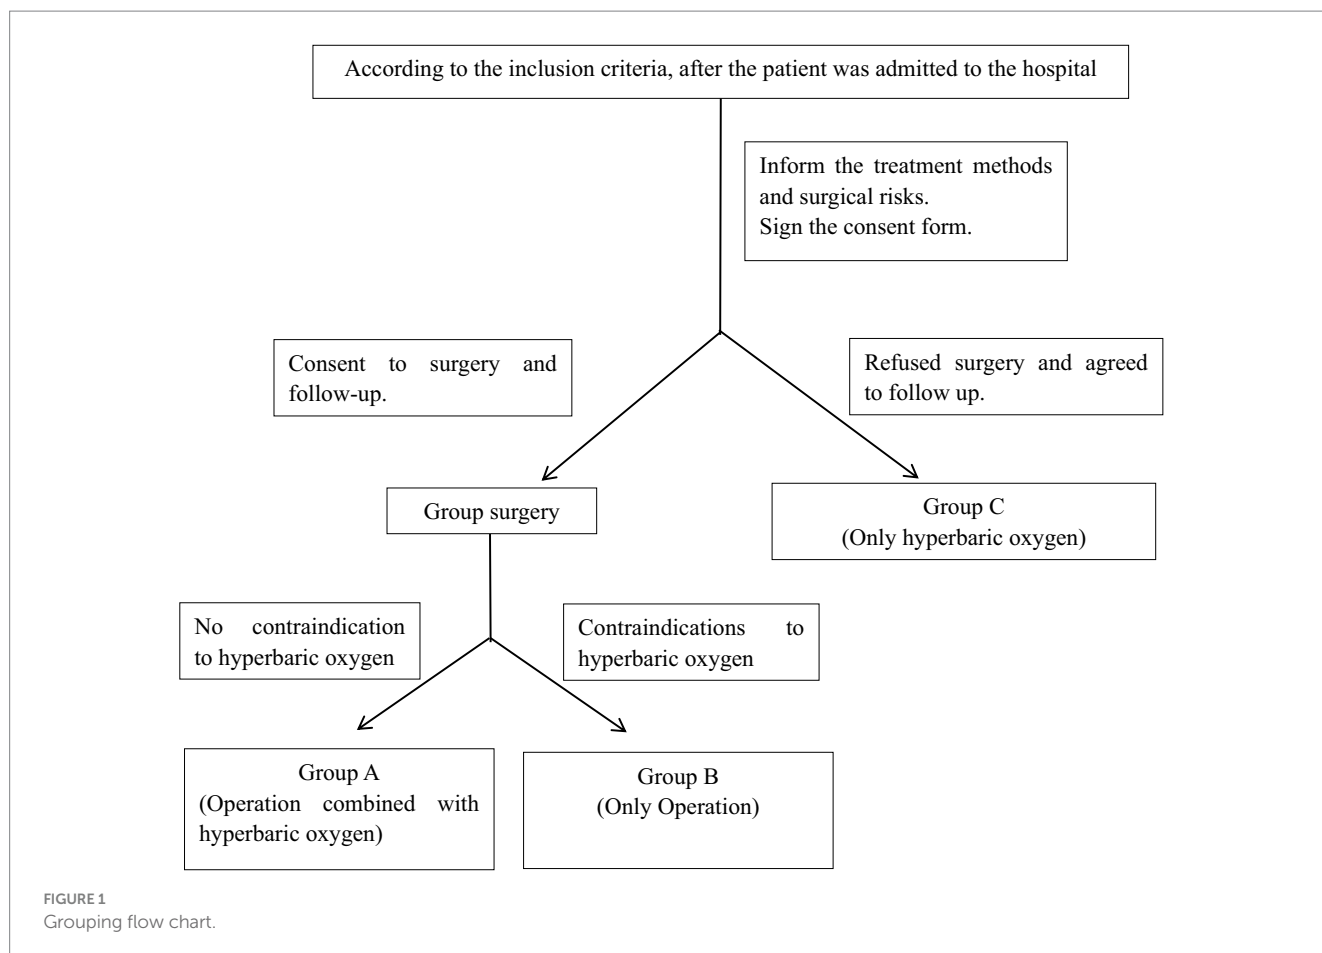 According to the inclusion criteria, after the patient was admitted to the hospital
Inform the treatment methods
and surgical risks.
Sign the consent form.
Consent to surgery and
follow-up.
Refused surgery and agreed
to follow up.
Group surgery
Group C
(Only hyperbaric oxygen)
No contraindication
to hyperbaric oxygen
Contraindications to
hyperbaric oxygen
Group A
(Operation combined with
hyperbaric oxygen)
Group B
(Only Operation)
FIGURE 1
Grouping flow chart.